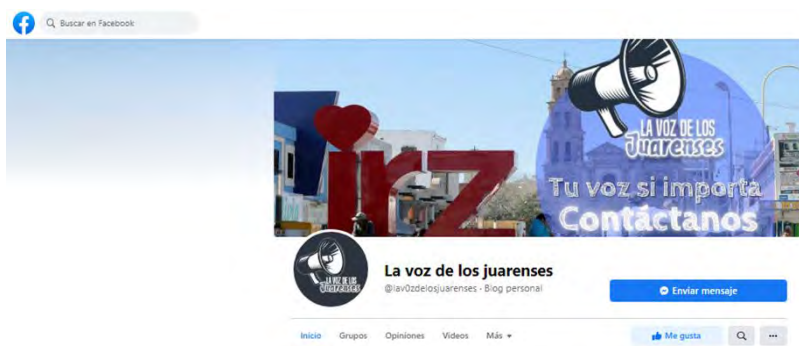 Buscar en Facebook
LA VOZ DE LOS
Juarenses
Tu voz si importa
Contáctanos
jrz
LA VOZ DE LOS
Juarenses
La voz de los juarenses
@lav0zdelosjuarenses · Blog personal
Enviar mensaje
Inicio Grupos Opiniones Videos Más
Me gusta